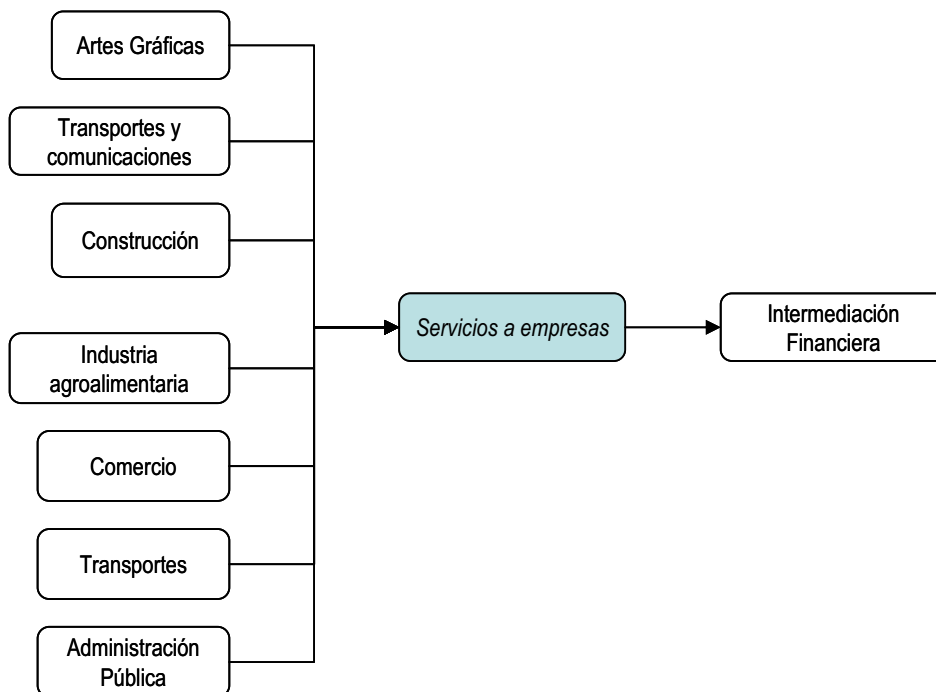 Artes Gráficas
Transportes y
comunicaciones
Construcción
Industria
agroalimentaria
Comercio
Transportes
Administración
Pública
Servicios a empresas
Intermediación
Financiera